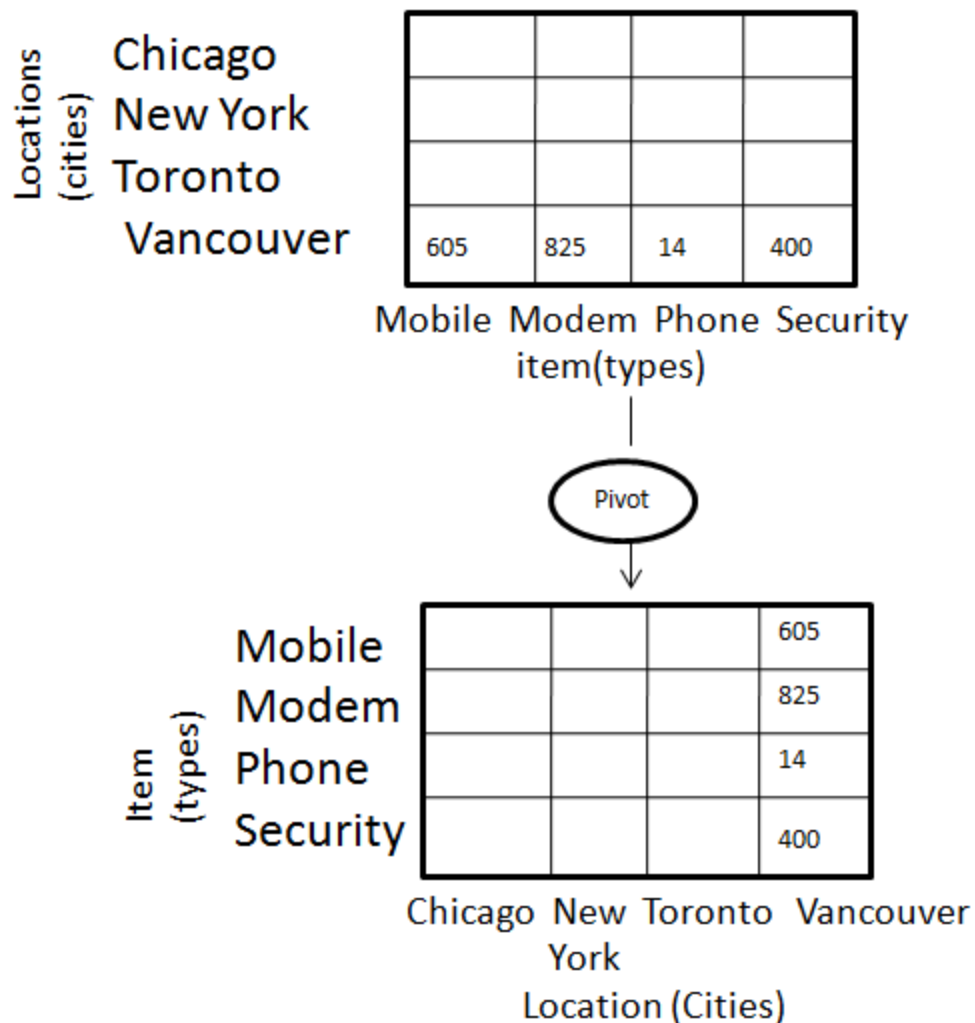 Locations
(cities)
Chicago
New York
Toronto
Vancouver
605 825 14 400
Mobile Modem Phone Security
item(types)
Pivot
Item
(types)
Mobile
605
Modem
825
Phone
14
Security
400
Chicago New Toronto Vancouver
York
Location (Cities)